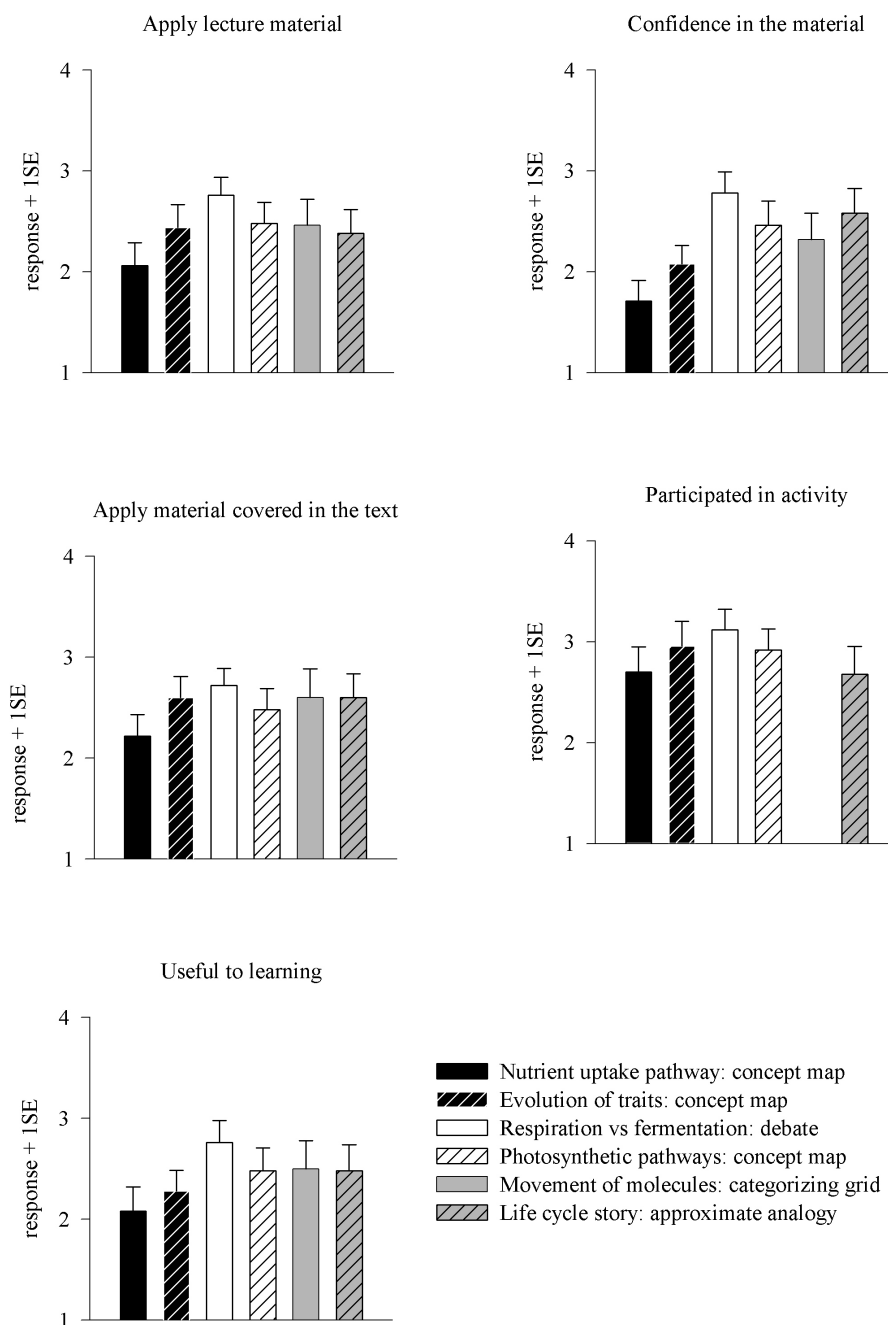 Apply lecture material
4
3
2
1
response + 1SE
Confidence in the material
4
3
2
1
response + 1SE
Apply material covered in the text
4
3
2
1
response + 1SE
Participated in activity
4
3
2
1
response + 1SE
Useful to learning
4
3
2
1
response + 1SE
Nutrient uptake pathway: concept map
Evolution of traits: concept map
Respiration vs fermentation: debate
Photosynthetic pathways: concept map
Movement of molecules: categorizing grid
Life cycle story: approximate analogy